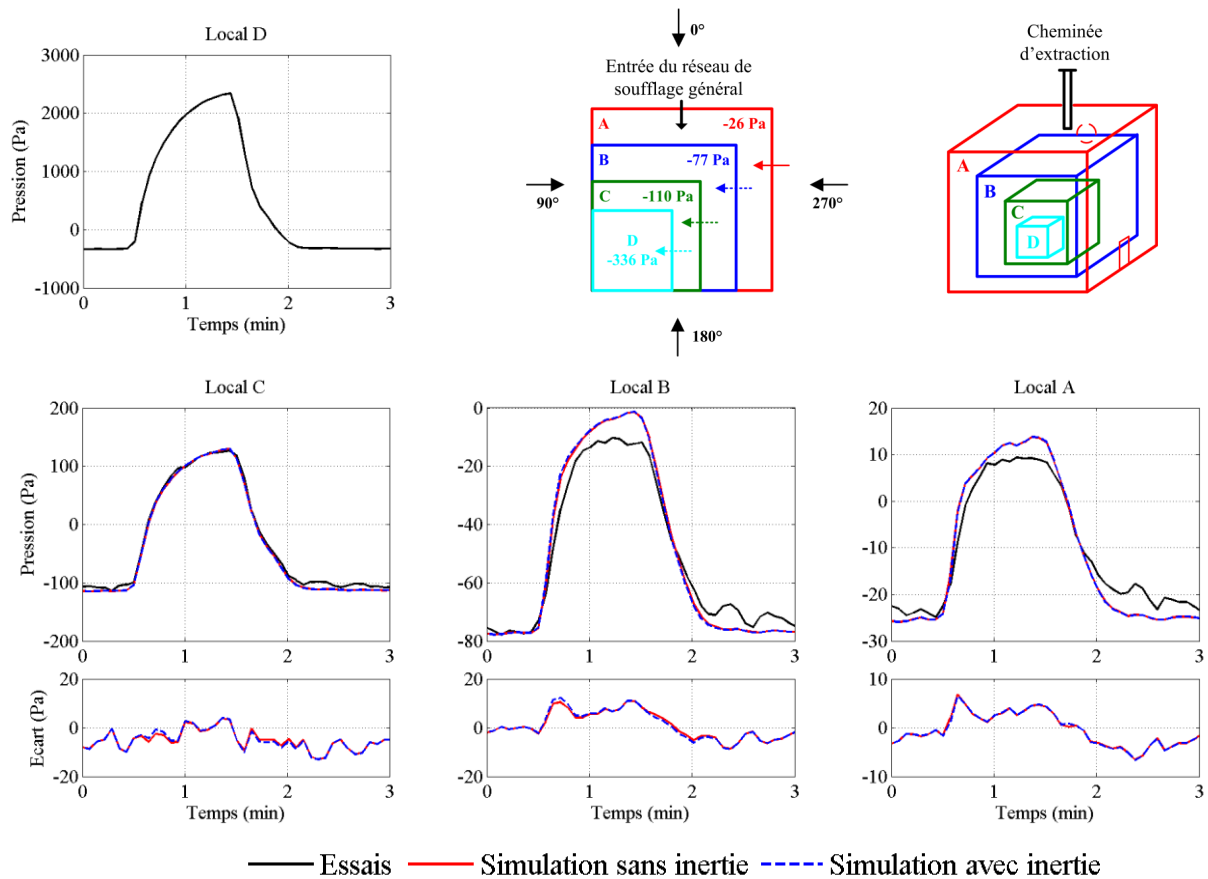 Local D
Pression (Pa)
3000
2000
1000
0
-1000
0
1
2
3
Temps (min)
0°
Entrée du réseau de
soufflage général
A
-26 Pa
B
-77 Pa
C
-110 Pa
D
-336 Pa
90°
270°
180°
Cheminée
d'extraction
A
B
C
D
Local C
Pression (Pa)
200
100
0
-100
-200
0
1
2
3
Local B
0
-20
-40
-60
-80
0
1
2
3
Local A
20
10
0
-10
-20
-30
0
1
2
3
Ecart (Pa)
20
0
-20
0
1
2
3
Temps (min)
20
0
-20
0
1
2
3
Temps (min)
10
0
-10
0
1
2
3
Temps (min)
Essais
Simulation sans inertie
Simulation avec inertie